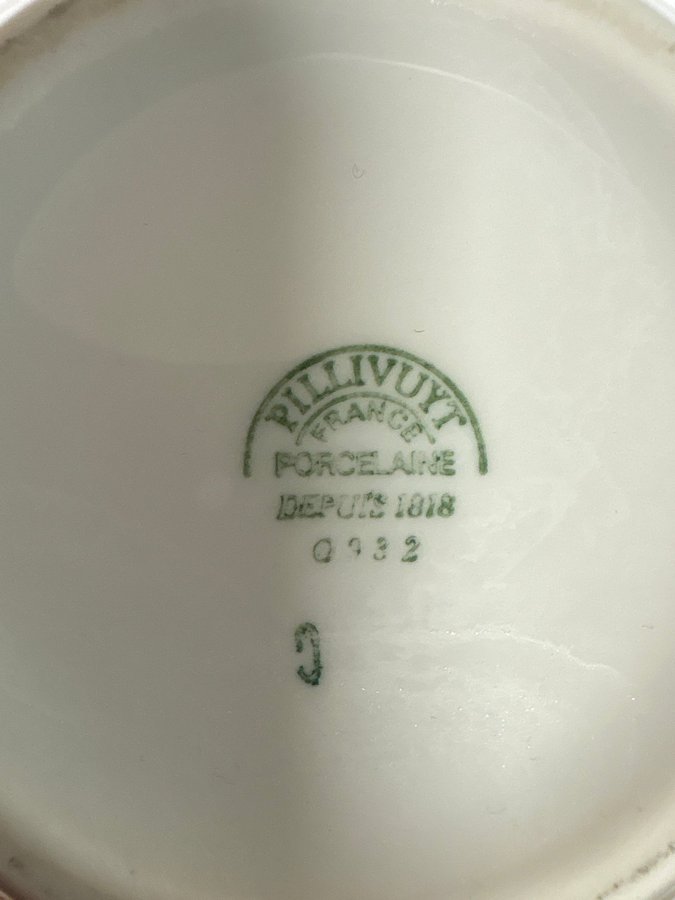 PILLIVUYT
FRANCE
PORCELAINE
DEPUIS 1818